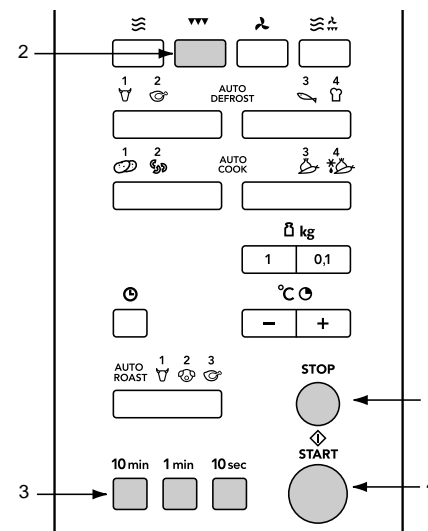 2
1 2 AUTO DEFROST 3 4
1 2 AUTO COOK 3 4
kg
1 0,1
°C
− +
AUTO ROAST 1 2 3
STOP
START
10 min 1 min 10 sec
3